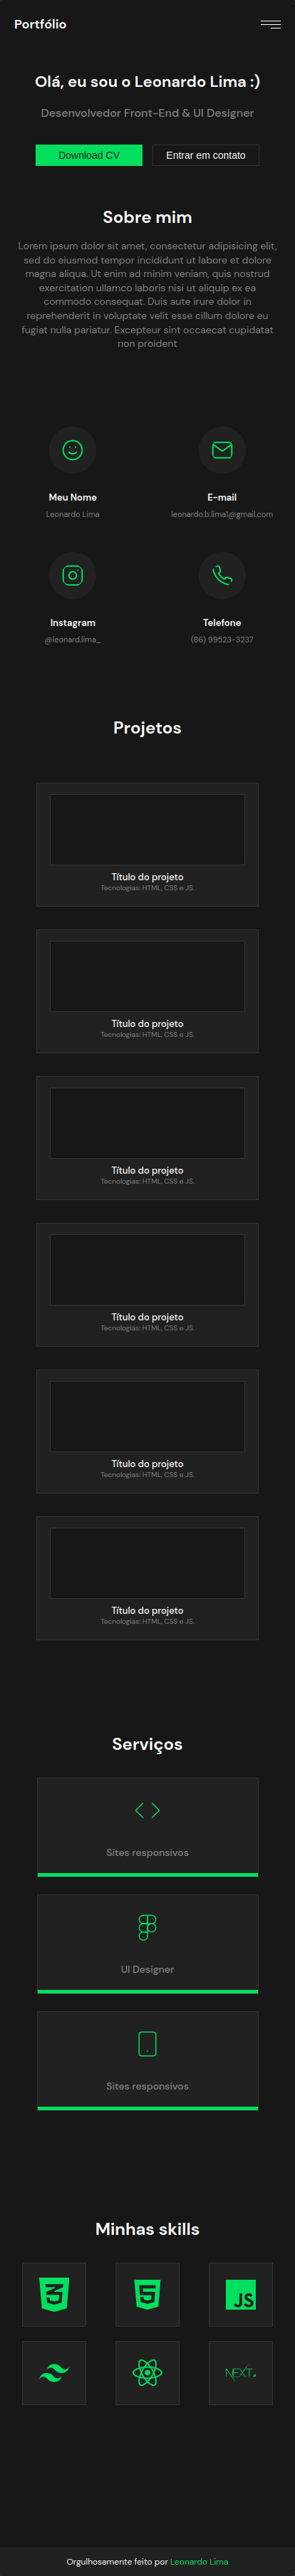 Portfólio
Olá, eu sou o Leonardo Lima :)
Desenvolvedor Front-End & UI Designer
Download CV
Entrar em contato
Sobre mim
Lorem ipsum dolor sit amet, consectetur adipisicing elit,
sed do eiusmod tempor incididunt ut labore et dolore
magna aliqua. Ut enim ad minim veniam, quis nostrud
exercitation ullamco laboris nisi ut aliquip ex ea
commodo consequat. Duis aute irure dolor in
reprehenderit in voluptate velit esse cillum dolore eu
fugiat nulla pariatur. Excepteur sint occaecat cupidatat
non proident
Meu Nome
Leonardo Lima
E-mail
leonardo.b.lima1@gmail.com
Instagram
@leonard.lima_
Telefone
(86) 99523-3237
Projetos
Título do projeto
Tecnologias: HTML, CSS e JS.
Título do projeto
Tecnologias: HTML, CSS e JS.
Título do projeto
Tecnologias: HTML, CSS e JS.
Título do projeto
Tecnologias: HTML, CSS e JS.
Título do projeto
Tecnologias: HTML, CSS e JS.
Título do projeto
Tecnologias: HTML, CSS e JS.
Serviços
Sites responsivos
UI Designer
Sites responsivos
Minhas skills
3
5
JS
NEXT.
Orgulhosamente feito por Leonardo Lima